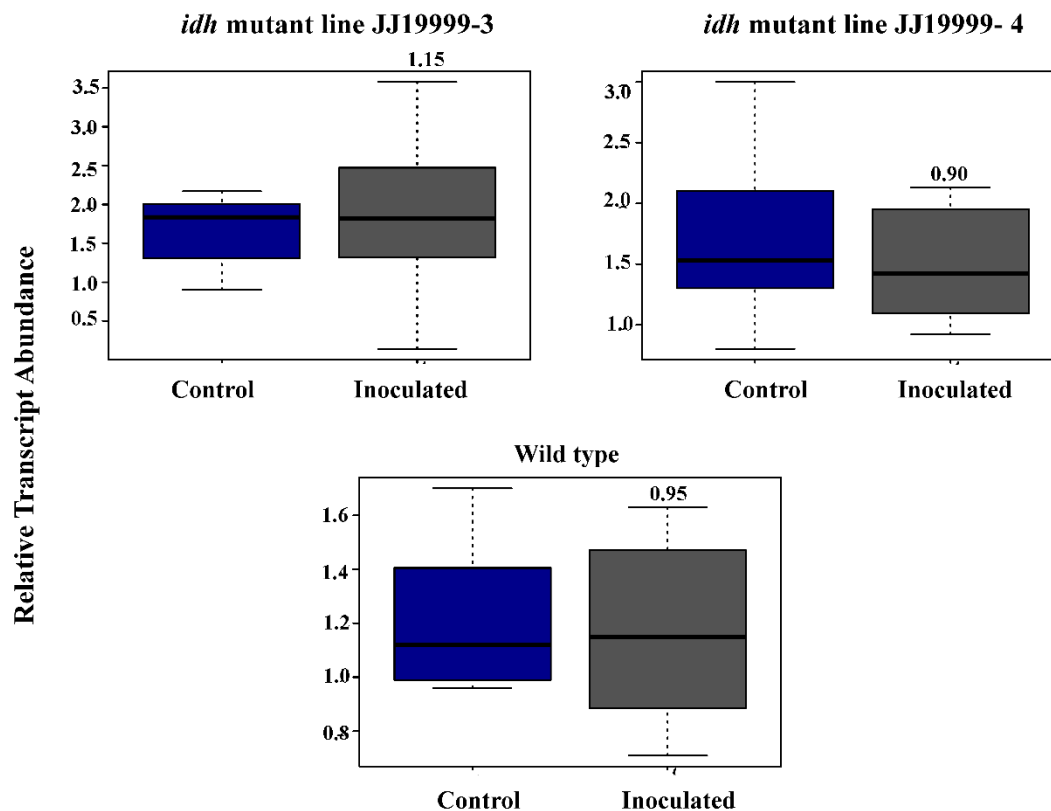 idh mutant line JJ19999-3
1.15
3.5
3.0
2.5
2.0
1.5
1.0
0.5
Control Inoculated
idh mutant line JJ19999- 4
3.0
2.5
2.0
1.5
1.0
0.90
Control Inoculated
Relative Transcript Abundance
Wild type
1.6
1.4
1.2
1.0
0.8
0.95
Control Inoculated